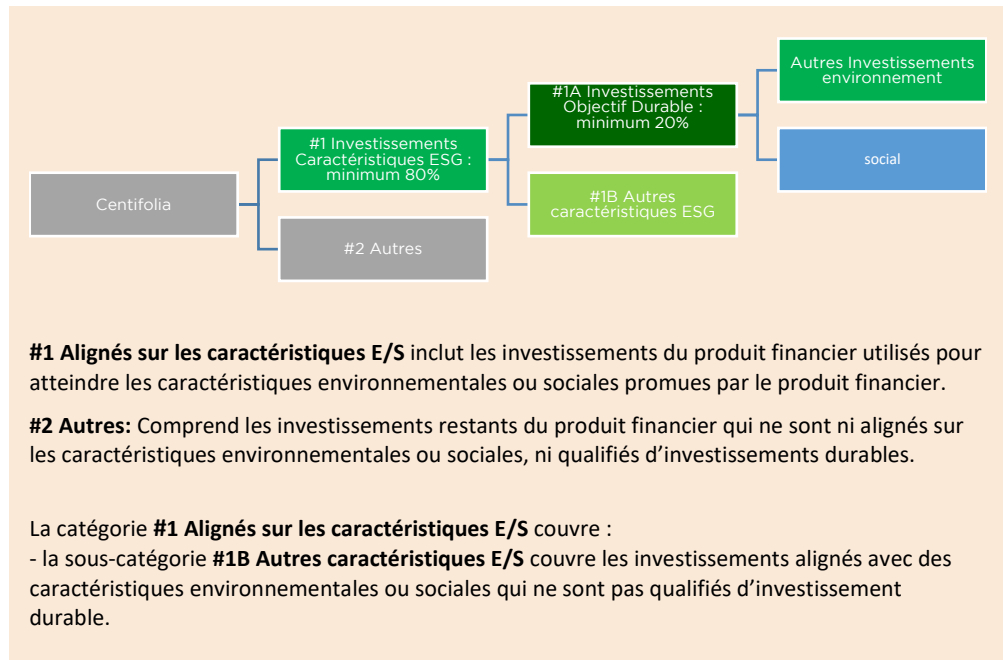 Autres Investissements
environnement
#1A Investissements
Objectif Durable :
minimum 20%
#1 Investissements
Caractéristiques ESG :
minimum 80%
social
Centifolia
#1B Autres
caractéristiques ESG
#2 Autres
#1 Alignés sur les caractéristiques E/S inclut les investissements du produit financier utilisés pour
atteindre les caractéristiques environnementales ou sociales promues par le produit financier.
#2 Autres: Comprend les investissements restants du produit financier qui ne sont ni alignés sur
les caractéristiques environnementales ou sociales, ni qualifiés d’investissements durables.
La catégorie #1 Alignés sur les caractéristiques E/S couvre :
- la sous-catégorie #1B Autres caractéristiques E/S couvre les investissements alignés avec des
caractéristiques environnementales ou sociales qui ne sont pas qualifiés d’investissement
durable.